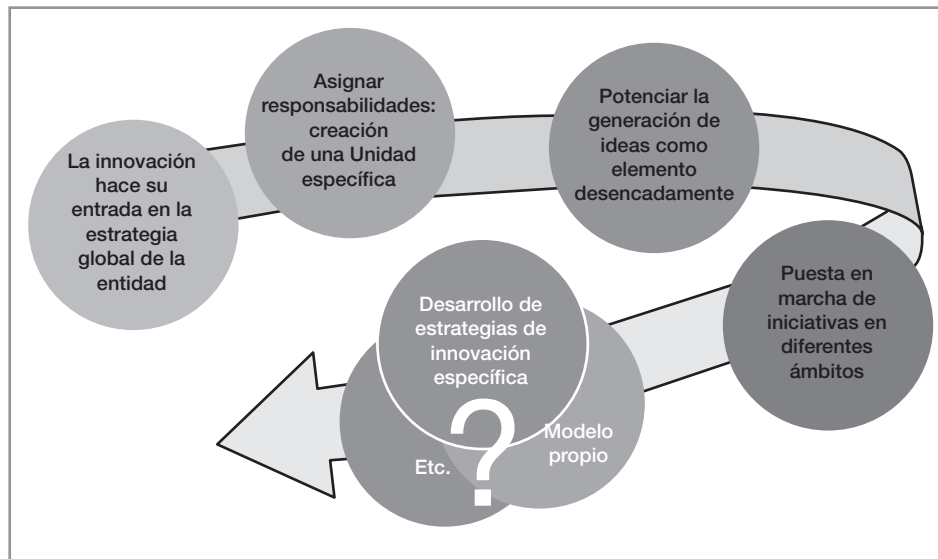 La innovación
hace su
entrada en la
estrategia
global de la
entidad
Asignar
responsabilidades:
creación
de una Unidad
específica
Potenciar la
generación de
ideas como
elemento
desencadamente
Puesta en
marcha de
iniciativas en
diferentes
ámbitos
Desarrollo de
estrategias de
innovación
específica
?
Modelo
propio
Etc.